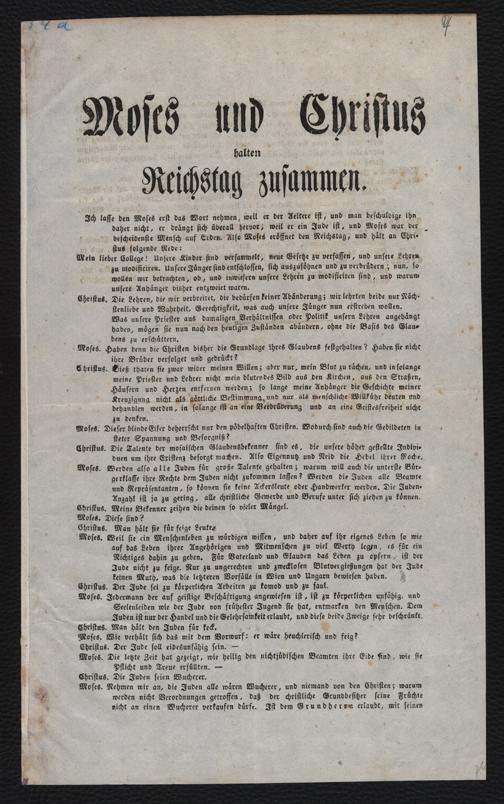 Moses und Christus
halten
Reichstag zusammen.
Ich lasse den Moses erst das Wort nehmen, weil er der Aeltere ist, und man beschuldige ihn
daher nicht, er drängt sich überall hervor, weil er ein Jude ist, und Moses war der
bescheidenste Mensch auf Erden. Also Moses eröffnet den Reichstag, und hält an Chri-
stus folgende Rede:
Mein lieber College! Unsere Kinder sind versammelt, neue Gesetze zu verfassen, und unsere Lehren
zu modifiziren. Unsere Jünger sind entschlossen, sich auszusöhnen und zu verbrüdern; nun, so
wollen wir betrachten, ob, und inwiefern unsere Lehren zu modifiziren sind, und warum
unsere Anhänger bisher entzweiet waren.
Christus. Die Lehren, die wir verbreitet, die bedürfen keiner Abänderung; wir lehrten beide nur Näch-
stenliebe und Wahrheit, Gerechtigkeit, was auch unsere Jünger nun erstreben wollen.
Was unsere Priester aus damaligen Verhältnissen oder Politik unsern Lehren angehängt
haben, mögen sie nun nach den heutigen Zuständen abändern, ohne die Basis des Glau-
bens zu erschüttern.
Moses. Haben denn die Christen bisher die Grundlage ihres Glaubens festgehalten? Haben sie nicht
ihre Brüder verfolgt und gedrückt?
Christus. Dieß thaten sie zwar wider meinen Willen; aber nur, mein Blut zu rächen, und in solange
meine Priester und Lehrer nicht mein blutendes Bild aus den Kirchen, aus den Straßen,
Häusern und Herzen entfernen werden; so lange meine Anhänger die Geschichte meiner
Kreuzigung nicht als göttliche Bestimmung, und nur als menschliche Willkühr deuten und
behandlen werden, in solange ist an eine Verbrüderung und an eine Geistesfreiheit nicht
zu denken.
Moses. Dieser blinde Eifer beherrscht nur den pöbelhaften Christen. Wodurch sind auch die Gebildeten in
steter Spannung und Besorgniß?
Christus. Die Talente der mosaischen Glaubensbekenner sind es, die unsere höher gestellte Indivi-
duen um ihre Existenz besorgt machen. Also Eigennutz und Neid die Hebel ihrer Sache.
Moses. Werden also alle Juden für große Talente gehalten; warum will auch die unterste Bür-
gerklasse ihre Rechte dem Juden nicht zukommen lassen? Werden die Juden alle Beamte
und Repräsentanten, so können sie keine Ackersleute oder Handwerker werden. Die Juden-
Anzahl ist ja zu gering, alle christliche Gewerbe und Berufe unter sich ziehen zu können.
Christus. Meine Bekenner zeihen die deinen so vieler Mängel.
Moses. Diese sind?
Christus. Man hält sie für feige Leute.
Moses. Weil sie ein Menschenleben zu würdigen wissen, und daher auf ihr eigenes Leben so wie
auf das Leben ihrer Angehörigen und Mitmenschen zu viel Werth legen, es für ein
Nichtiges dahin zu geben. Für Vaterland und Glauben das Leben zu opfern, ist der
Jude nicht zu feige. Nur zu ungerechten und zwecklosen Blutvergießungen hat der Jude
keinen Muth, was die letzteren Vorfälle in Wien und Ungarn bewiesen haben.
Christus. Der Jude sei zu körperlichen Arbeiten zu komod und zu faul.
Moses. Jedermann der auf geistige Beschäftigung angewiesen ist, ist zu körperlichen unfähig, und
Seelenleiden wie der Jude von frühester Jugend sie hat, entmarken den Menschen. Dem
Juden ist nur der Handel und die Gelehrsamkeit erlaubt, und diese beide Zweige sehr beschränkt.
Christus. Man hält den Juden für keck.
Moses. Wie verhält sich das mit dem Vorwurf: er wäre heuchlerisch und feig?
Christus. Der Jude soll eidesunfähig sein. —
Moses. Die letzte Zeit hat gezeigt, wie heilig den nichtjüdischen Beamten ihre Eide sind, wie sie
Pflicht und Treue erfüllten. —
Christus. Die Juden seien Wucherer.
Moses. Nehmen wir an, die Juden alle wären Wucherer, und niemand von den Christen; warum
werden nicht Verordnungen getroffen, daß der christliche Grundbesitzer seine Früchte
nicht an einen Wucherer verkaufen dürfe. Ist dem Grundherrn erlaubt, mit seinen